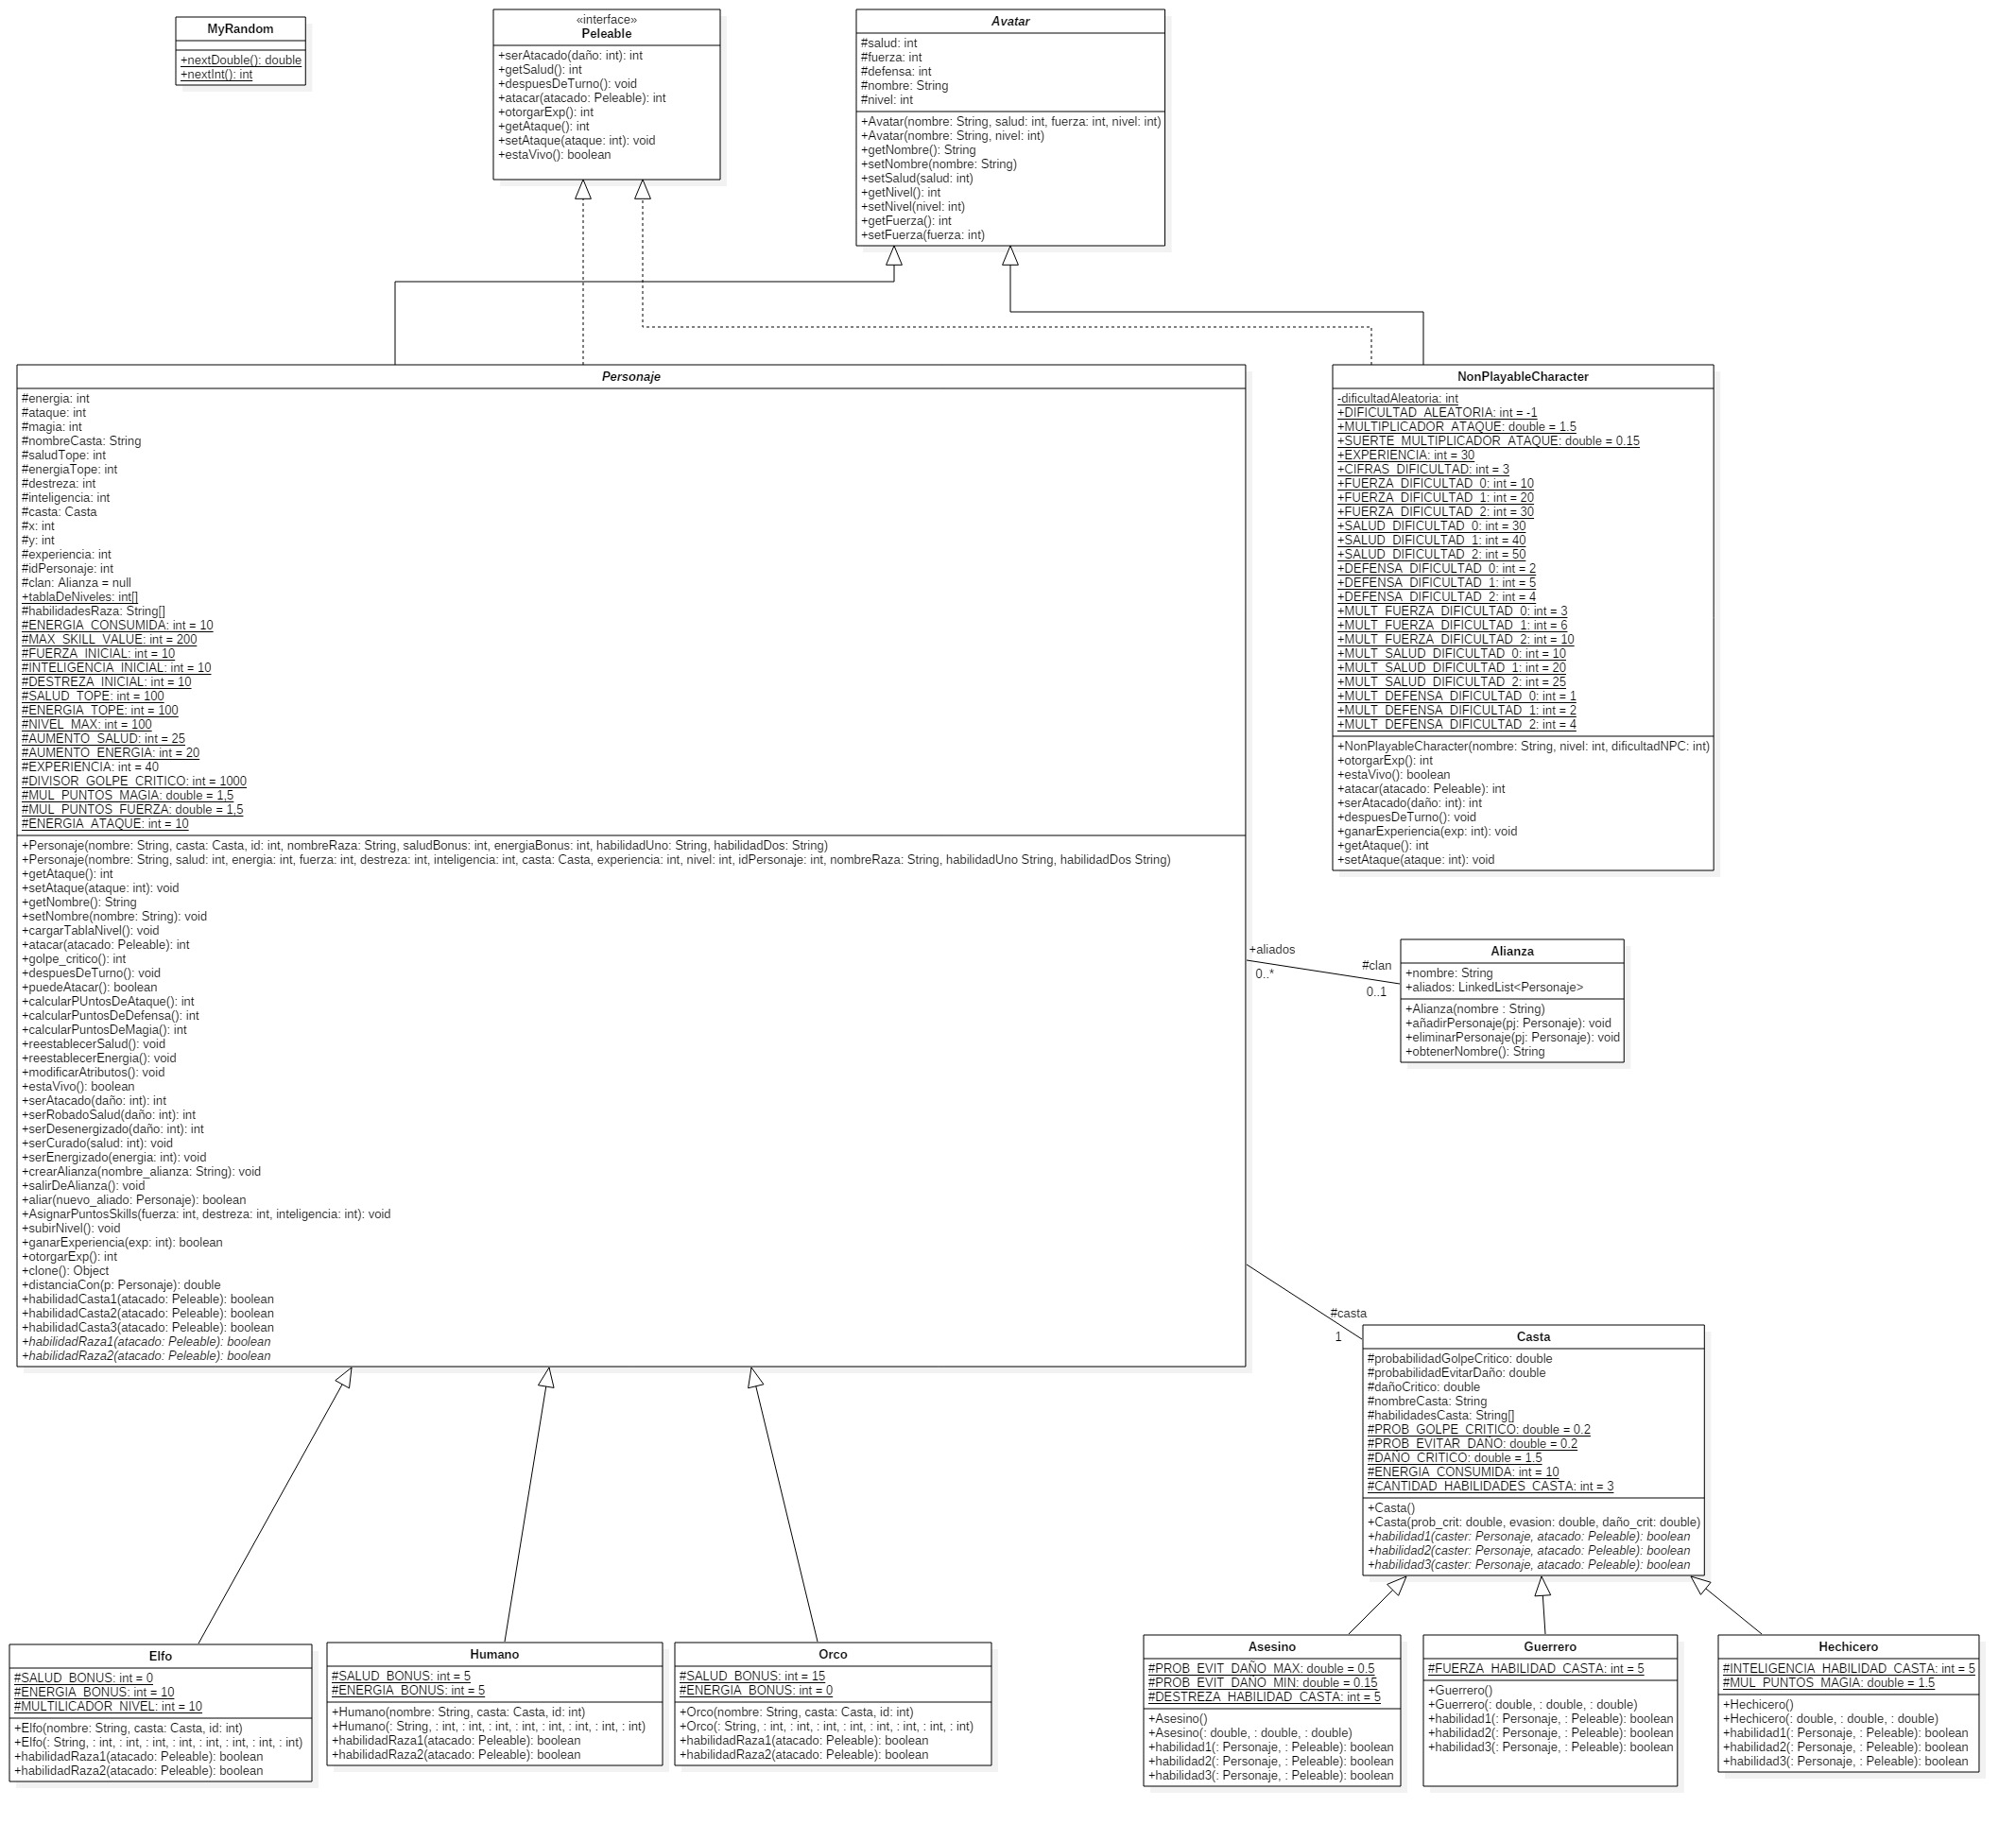 MyRandom
+nextDouble(): double
+nextInt(): int
«interface»
Peleable
+serAtacado(daño: int): int
+getSalud(): int
+despuesDeTurno(): void
+atacar(atacado: Peleable): int
+otorgarExp(): int
+getAtaque(): int
+setAtaque(ataque: int): void
+estaVivo(): boolean
Avatar
#salud: int
#fuerza: int
#defensa: int
#nombre: String
#nivel: int
+Avatar(nombre: String, salud: int, fuerza: int, nivel: int)
+Avatar(nombre: String, nivel: int)
+getNombre(): String
+setNombre(nombre: String)
+setSalud(salud: int)
+getNivel(): int
+setNivel(nivel: int)
+getFuerza(): int
+setFuerza(fuerza: int)
Personaje
#energia: int
#ataque: int
#magia: int
#nombreCasta: String
#saludTope: int
#energiaTope: int
#destreza: int
#inteligencia: int
#casta: Casta
#x: int
#y: int
#experiencia: int
#idPersonaje: int
#clan: Alianza = null
+tablaDeNiveles: int[]
#habilidadesRaza: String[]
#ENERGIA_CONSUMIDA: int = 10
#MAX_SKILL_VALUE: int = 200
#FUERZA_INICIAL: int = 10
#INTELIGENCIA_INICIAL: int = 10
#DESTREZA_INICIAL: int = 10
#SALUD_TOPE: int = 100
#ENERGIA_TOPE: int = 100
#NIVEL_MAX: int = 100
#AUMENTO_SALUD: int = 25
#AUMENTO_ENERGIA: int = 20
#EXPERIENCIA: int = 40
#DIVISOR_GOLPE_CRITICO: int = 1000
#MUL_PUNTOS_MAGIA: double = 1,5
#MUL_PUNTOS_FUERZA: double = 1,5
#ENERGIA_ATAQUE: int = 10
+Personaje(nombre: String, casta: Casta, id: int, nombreRaza: String, saludBonus: int, energiaBonus: int, habilidadUno: String, habilidadDos: String)
+Personaje(nombre: String, salud: int, energia: int, fuerza: int, destreza: int, inteligencia: int, casta: Casta, experiencia: int, nivel: int, idPersonaje: int, nombreRaza: String, habilidadUno String, habilidadDos String)
+getAtaque(): int
+setAtaque(ataque: int): void
+getNombre(): String
+setNombre(nombre: String): void
+cargarTablaNivel(): void
+atacar(atacado: Peleable): int
+golpe_critico(): int
+despuesDeTurno(): void
+puedeAtacar(): boolean
+calcularPUntosDeAtaque(): int
+calcularPuntosDeDefensa(): int
+calcularPuntosDeMagia(): int
+reestablecerSalud(): void
+reestablecerEnergia(): void
+modificarAtributos(): void
+estaVivo(): boolean
+serAtacado(daño: int): int
+serRobadoSalud(daño: int): int
+serDesenergizado(daño: int): int
+serCurado(salud: int): void
+serEnergizado(energia: int): void
+crearAlianza(nombre_alianza: String): void
+salirDeAlianza(): void
+aliar(nuevo_aliado: Personaje): boolean
+AsignarPuntosSkills(fuerza: int, destreza: int, inteligencia: int): void
+subirNivel(): void
+ganarExperiencia(exp: int): boolean
+otorgarExp(): int
+clone(): Object
+distanciaCon(p: Personaje): double
+habilidadCasta1(atacado: Peleable): boolean
+habilidadCasta2(atacado: Peleable): boolean
+habilidadCasta3(atacado: Peleable): boolean
+habilidadRaza1(atacado: Peleable): boolean
+habilidadRaza2(atacado: Peleable): boolean
NonPlayableCharacter
-dificultadAleatoria: int
+DIFICULTAD_ALEATORIA: int = -1
+MULTIPLICADOR_ATAQUE: double = 1.5
+SUERTE_MULTIPLICADOR_ATAQUE: double = 0.15
+EXPERIENCIA: int = 30
+CIFRAS_DIFICULTAD: int = 3
+FUERZA_DIFICULTAD_0: int = 10
+FUERZA_DIFICULTAD_1: int = 20
+FUERZA_DIFICULTAD_2: int = 30
+SALUD_DIFICULTAD_0: int = 30
+SALUD_DIFICULTAD_1: int = 40
+SALUD_DIFICULTAD_2: int = 50
+DEFENSA_DIFICULTAD_0: int = 2
+DEFENSA_DIFICULTAD_1: int = 5
+DEFENSA_DIFICULTAD_2: int = 4
+MULT_FUERZA_DIFICULTAD_0: int = 3
+MULT_FUERZA_DIFICULTAD_1: int = 6
+MULT_FUERZA_DIFICULTAD_2: int = 10
+MULT_SALUD_DIFICULTAD_0: int = 10
+MULT_SALUD_DIFICULTAD_1: int = 20
+MULT_SALUD_DIFICULTAD_2: int = 25
+MULT_DEFENSA_DIFICULTAD_0: int = 1
+MULT_DEFENSA_DIFICULTAD_1: int = 2
+MULT_DEFENSA_DIFICULTAD_2: int = 4
+NonPlayableCharacter(nombre: String, nivel: int, dificultadNPC: int)
+otorgarExp(): int
+estaVivo(): boolean
+atacar(atacado: Peleable): int
+serAtacado(daño: int): int
+despuesDeTurno(): void
+ganarExperiencia(exp: int): void
+getAtaque(): int
+setAtaque(ataque: int): void
+aliados
0..*
#clan
0..1
Alianza
+nombre: String
+aliados: LinkedList<Personaje>
+Alianza(nombre : String)
+añadirPersonaje(pj: Personaje): void
+eliminarPersonaje(pj: Personaje): void
+obtenerNombre(): String
#casta
1
Casta
#probabilidadGolpeCritico: double
#probabilidadEvitarDaño: double
#dañoCritico: double
#nombreCasta: String
#habilidadesCasta: String[]
#PROB_GOLPE_CRITICO: double = 0.2
#PROB_EVITAR_DAÑO: double = 0.2
#DAÑO_CRITICO: double = 1.5
#ENERGIA_CONSUMIDA: int = 10
#CANTIDAD_HABILIDADES_CASTA: int = 3
+Casta()
+Casta(prob_crit: double, evasion: double, daño_crit: double)
+habilidad1(caster: Personaje, atacado: Peleable): boolean
+habilidad2(caster: Personaje, atacado: Peleable): boolean
+habilidad3(caster: Personaje, atacado: Peleable): boolean
Elfo
#SALUD_BONUS: int = 0
#ENERGIA_BONUS: int = 10
#MULTILICADOR_NIVEL: int = 10
+Elfo(nombre: String, casta: Casta, id: int)
+Elfo(: String, : int, : int, : int, : int, : int, : int, : int, : int)
+habilidadRaza1(atacado: Peleable): boolean
+habilidadRaza2(atacado: Peleable): boolean
Humano
#SALUD_BONUS: int = 5
#ENERGIA_BONUS: int = 5
+Humano(nombre: String, casta: Casta, id: int)
+Humano(: String, : int, : int, : int, : int, : int, : int, : int, : int)
+habilidadRaza1(atacado: Peleable): boolean
+habilidadRaza2(atacado: Peleable): boolean
Orco
#SALUD_BONUS: int = 15
#ENERGIA_BONUS: int = 0
+Orco(nombre: String, casta: Casta, id: int)
+Orco(: String, : int, : int, : int, : int, : int, : int, : int, : int)
+habilidadRaza1(atacado: Peleable): boolean
+habilidadRaza2(atacado: Peleable): boolean
Asesino
#PROB_EVIT_DAÑO_MAX: double = 0.5
#PROB_EVIT_DAÑO_MIN: double = 0.15
#DESTREZA_HABILIDAD_CASTA: int = 5
+Asesino()
+Asesino(: double, : double, : double)
+habilidad1(: Personaje, : Peleable): boolean
+habilidad2(: Personaje, : Peleable): boolean
+habilidad3(: Personaje, : Peleable): boolean
Guerrero
#FUERZA_HABILIDAD_CASTA: int = 5
+Guerrero()
+Guerrero(: double, : double, : double)
+habilidad1(: Personaje, : Peleable): boolean
+habilidad2(: Personaje, : Peleable): boolean
+habilidad3(: Personaje, : Peleable): boolean
Hechicero
#INTELIGENCIA_HABILIDAD_CASTA: int = 5
#MUL_PUNTOS_MAGIA: double = 1.5
+Hechicero()
+Hechicero(: double, : double, : double)
+habilidad1(: Personaje, : Peleable): boolean
+habilidad2(: Personaje, : Peleable): boolean
+habilidad3(: Personaje, : Peleable): boolean